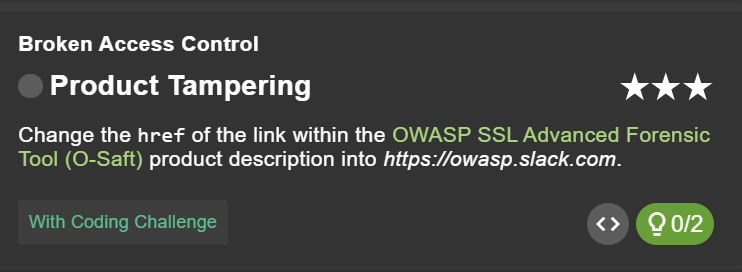 Broken Access Control
Product Tampering
Change the href of the link within the OWASP SSL Advanced Forensic
Tool (O-Saft) product description into https://owasp.slack.com.
With Coding Challenge
<> 0/2